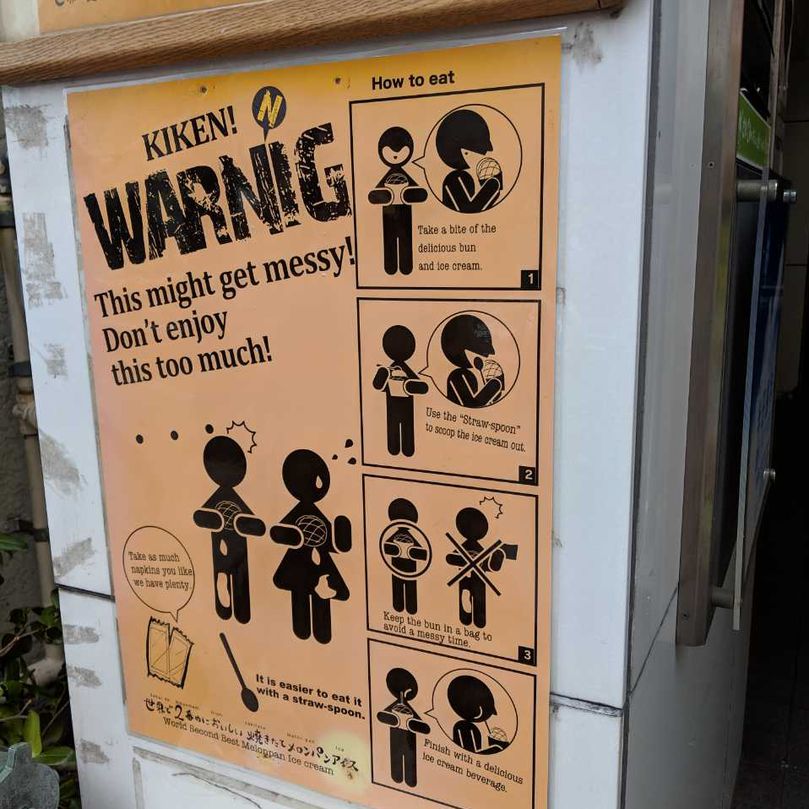 KIKEN!
N
WARNIG
This might get messy!
Don't enjoy
this too much!
Take as much
napkins you like
we have plenty.
It is easier to eat it
with a straw-spoon.
世界で2番めにおいしい焼きたてメロンパンアイス
World Second Best Meloppan Ice cream
How to eat
Take a bite of the
delicious bun
and ice cream.
1
Use the "Straw-spoon"
to scoop the ice cream out.
2
Keep the bun in a bag to
avoid a messy time.
3
Finish with a delicious
ice cream beverage.